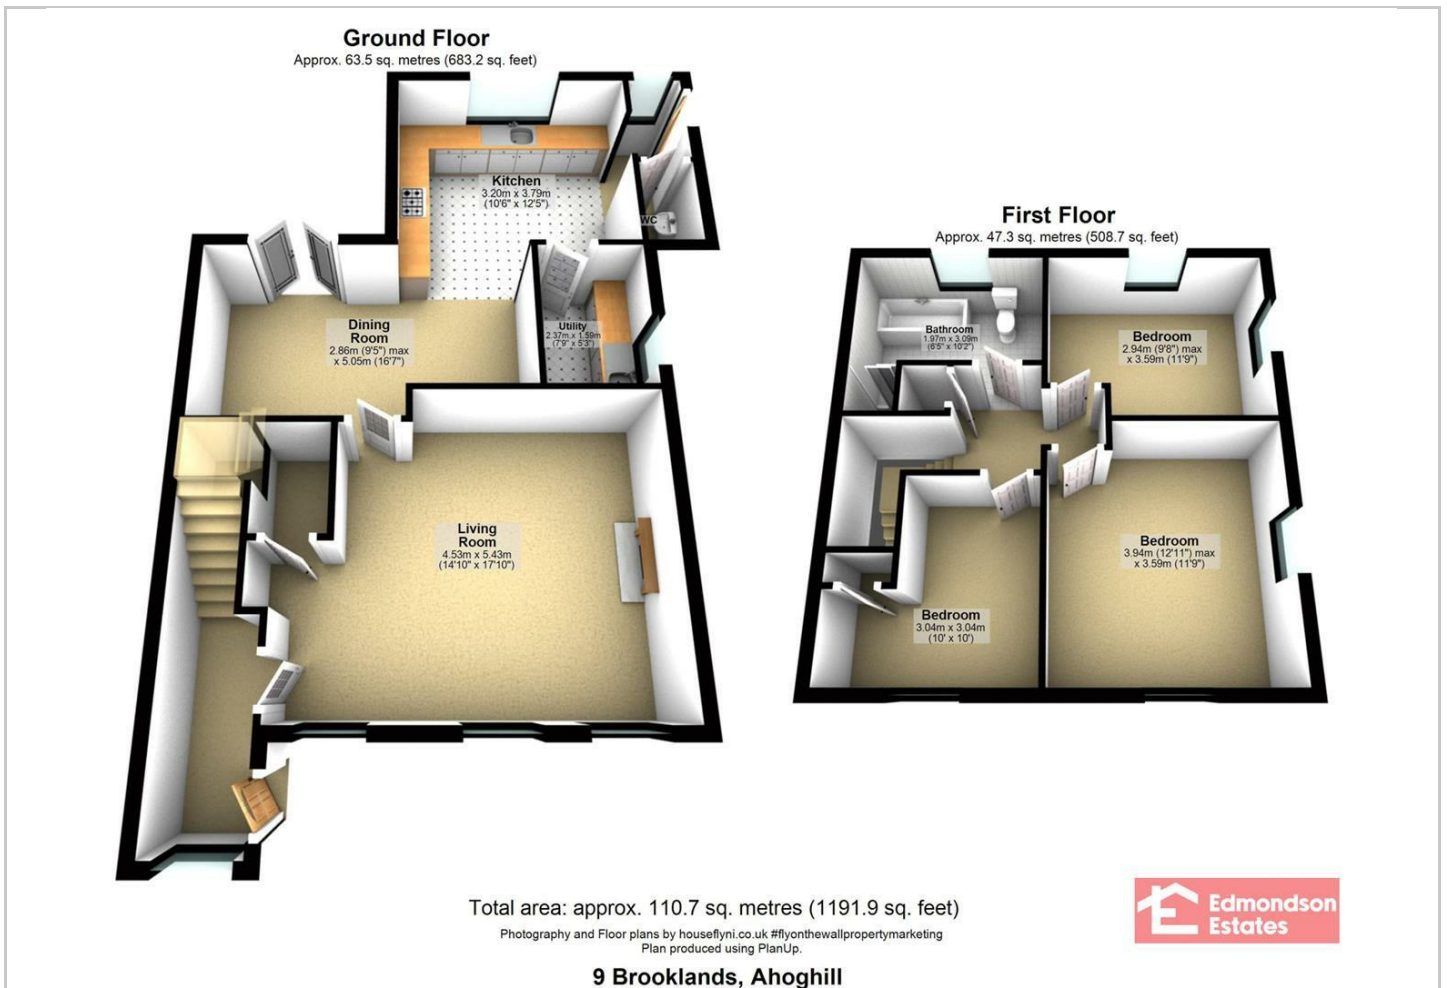 Ground Floor
Approx. 63.5 sq. metres (683.2 sq. feet)
Kitchen
3.20m x 3.79m
(10'6" x 12'5")
WC
Dining
Room
2.86m (9'5") max
x 5.05m (16'7")
Utility
2.37m x 1.59m
(7'9" x 5'3")
Living
Room
4.53m x 5.43m
(14'10" x 17'10")
First Floor
Approx. 47.3 sq. metres (508.7 sq. feet)
Bathroom
1.97m x 3.09m
(6'5" x 10'2")
Bedroom
2.94m (9'8") max
x 3.59m (11'9")
Bedroom
3.94m (12'11") max
x 3.59m (11'9")
Bedroom
3.04m x 3.04m
(10' x 10')
Total area: approx. 110.7 sq. metres (1191.9 sq. feet)
Photography and Floor plans by houseflyni.co.uk #flyonthewallpropertymarketing
Plan produced using PlanUp.
9 Brooklands, Ahoghill
Edmondson
Estates